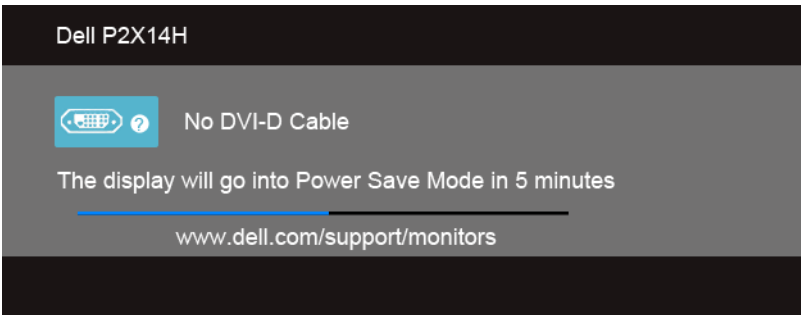 Dell P2X14H
?
No DVI-D Cable
The display will go into Power Save Mode in 5 minutes
www.dell.com/support/monitors